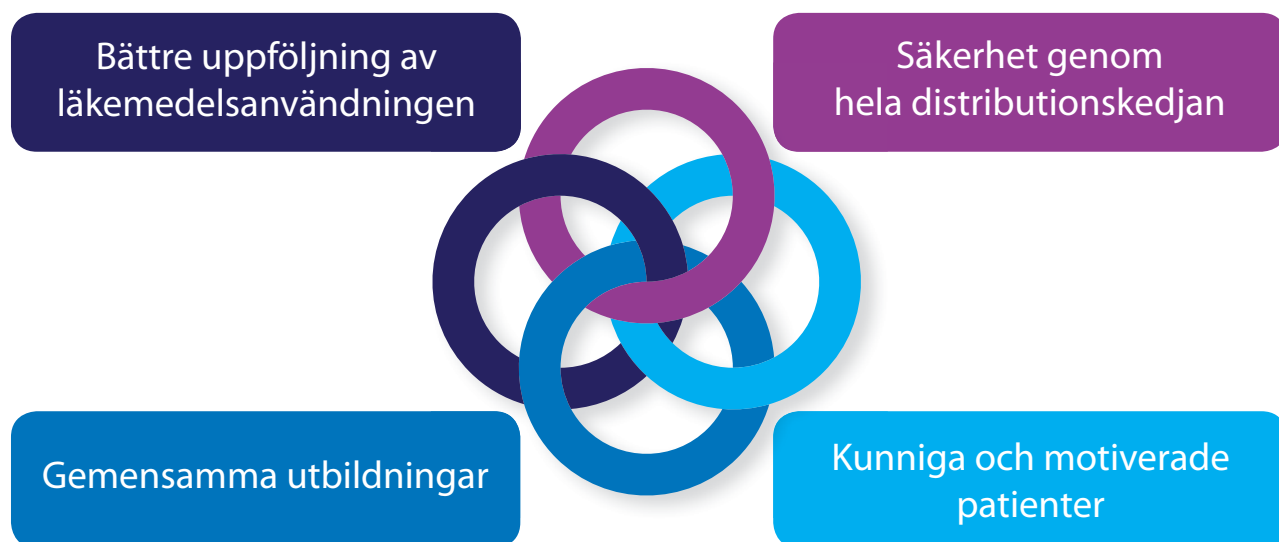 Bättre uppföljning av
läkemedelsanvändningen
Säkerhet genom
hela distributionskedjan
Gemensamma utbildningar
Kunniga och motiverade
patienter